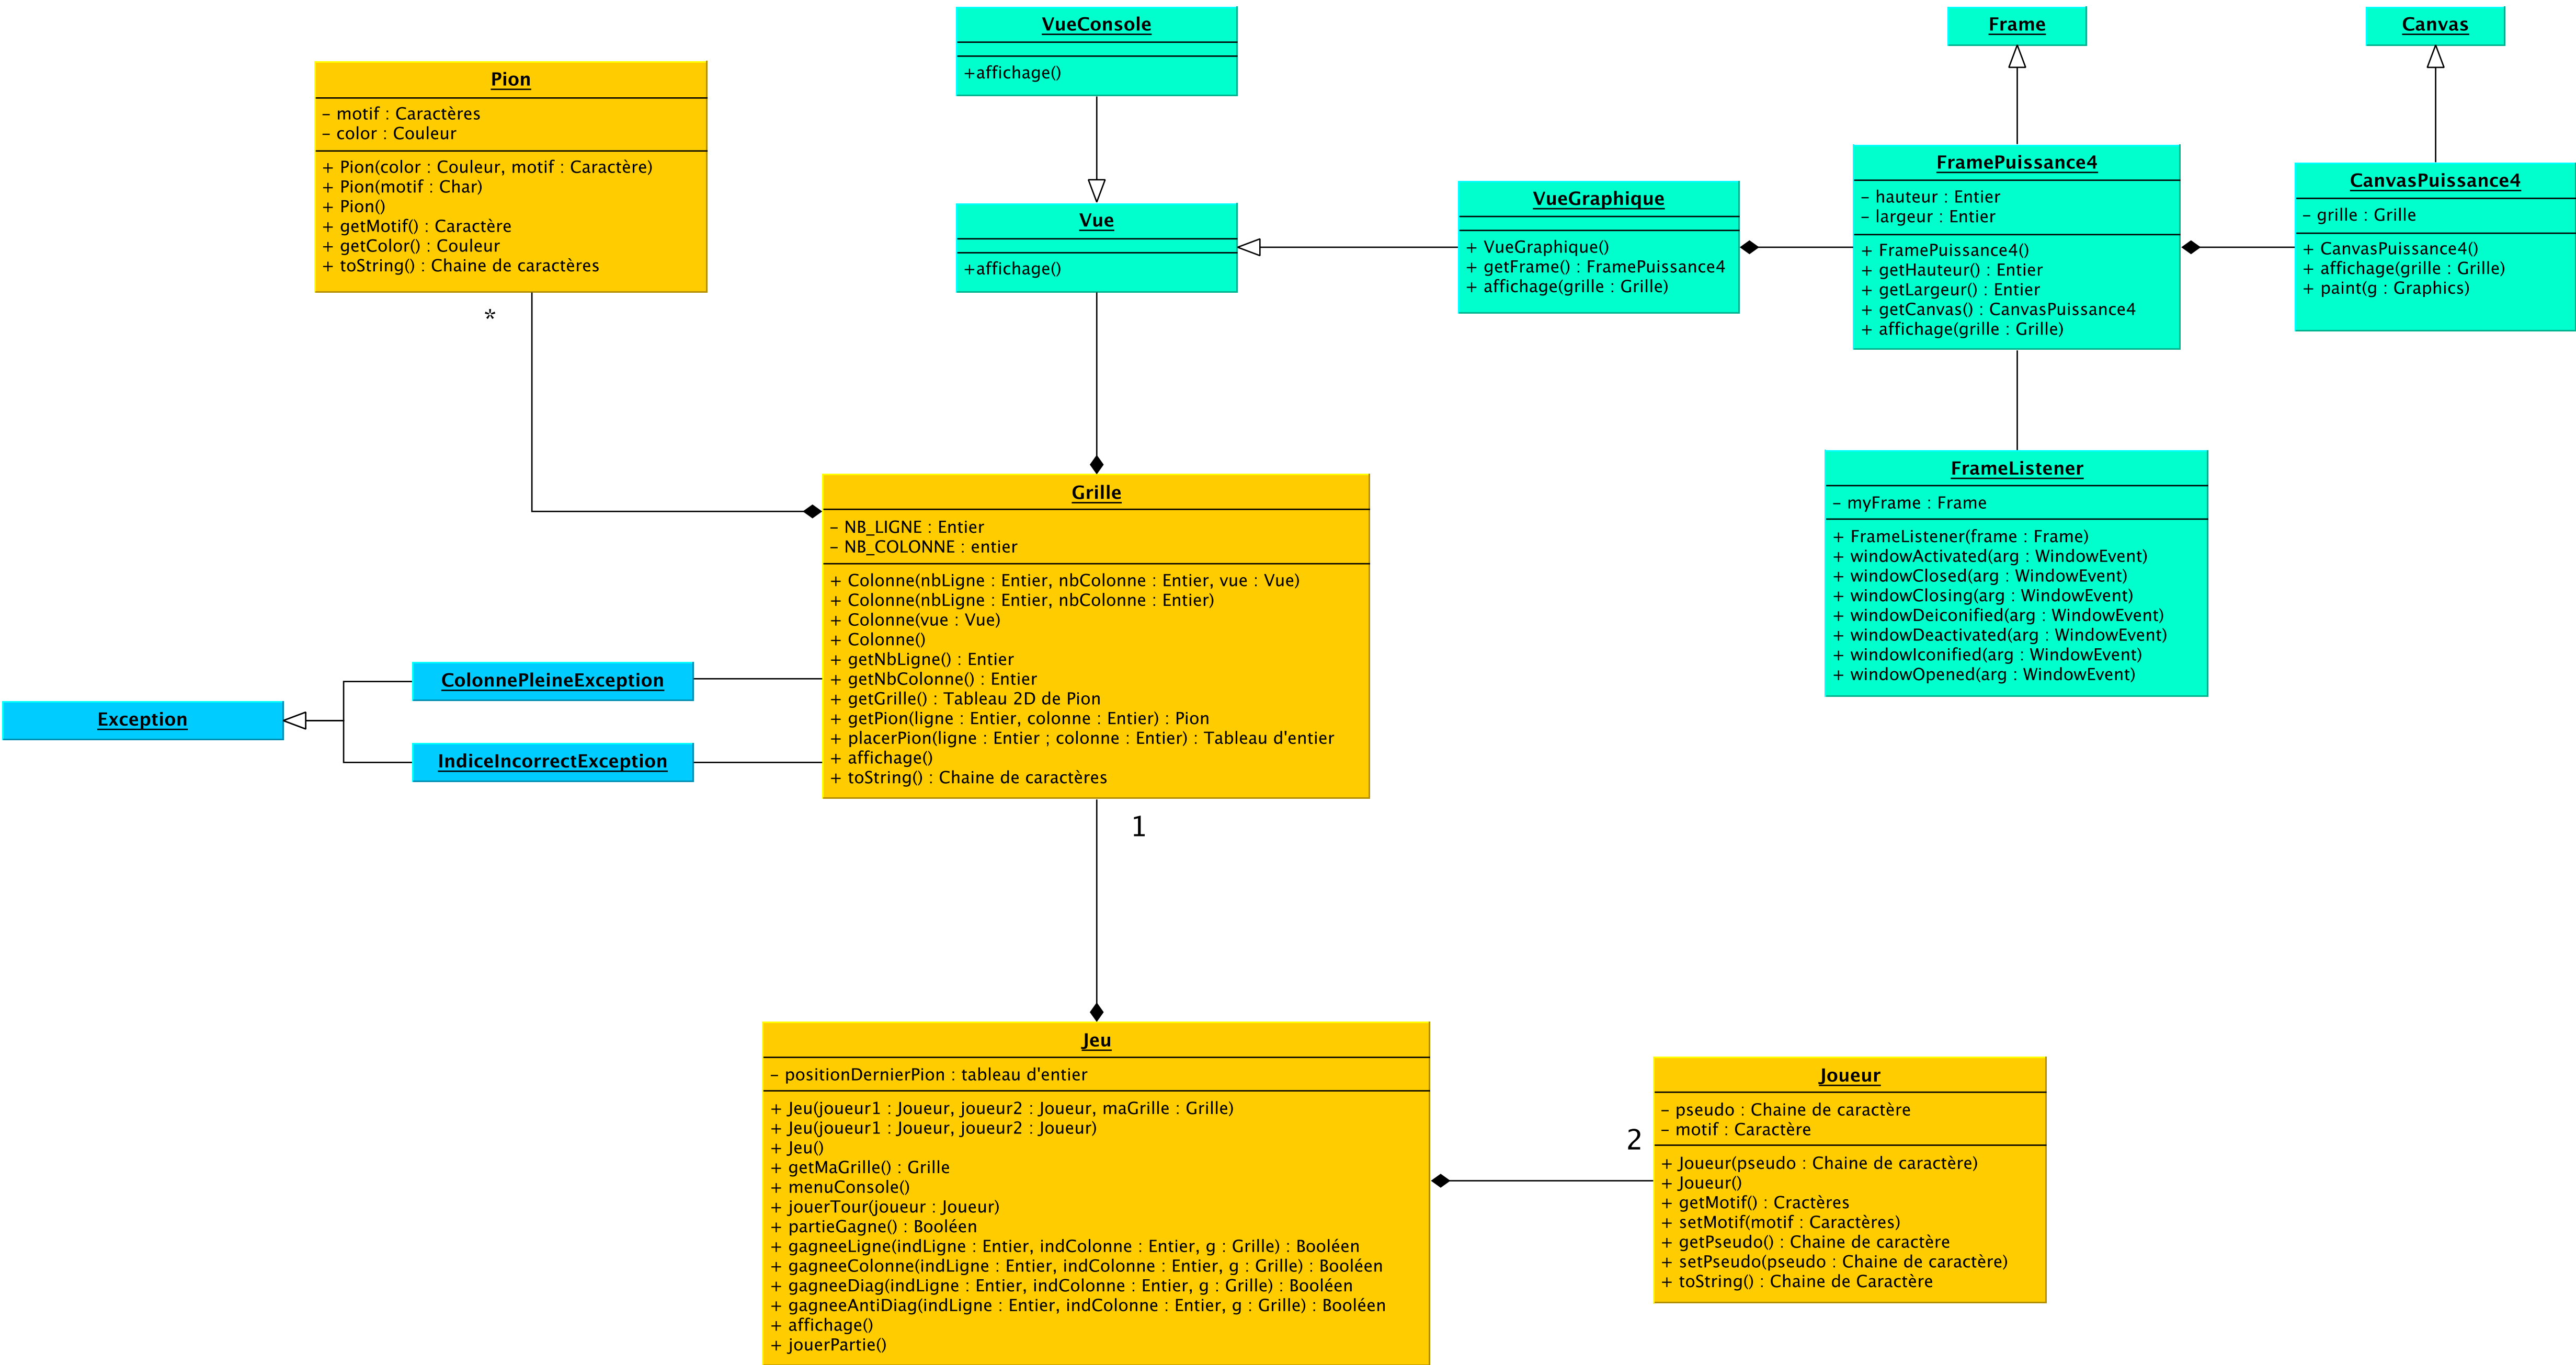 VueConsole
+affichage()
Frame
Canvas
Pion
– motif : Caractères
– color : Couleur
+ Pion(color : Couleur, motif : Caractère)
+ Pion(motif : Char)
+ Pion()
+ getMotif() : Caractère
+ getColor() : Couleur
+ toString() : Chaine de caractères
*
Vue
+affichage()
VueGraphique
+ VueGraphique()
+ getFrame() : FramePuissance4
+ affichage(grille : Grille)
FramePuissance4
– hauteur : Entier
– largeur : Entier
+ FramePuissance4()
+ getHauteur() : Entier
+ getLargeur() : Entier
+ getCanvas() : CanvasPuissance4
+ affichage(grille : Grille)
CanvasPuissance4
– grille : Grille
+ CanvasPuissance4()
+ affichage(grille : Grille)
+ paint(g : Graphics)
FrameListener
– myFrame : Frame
+ FrameListener(frame : Frame)
+ windowActivated(arg : WindowEvent)
+ windowClosed(arg : WindowEvent)
+ windowClosing(arg : WindowEvent)
+ windowDeiconified(arg : WindowEvent)
+ windowDeactivated(arg : WindowEvent)
+ windowIconified(arg : WindowEvent)
+ windowOpened(arg : WindowEvent)
Grille
– NB_LIGNE : Entier
– NB_COLONNE : entier
+ Colonne(nbLigne : Entier, nbColonne : Entier, vue : Vue)
+ Colonne(nbLigne : Entier, nbColonne : Entier)
+ Colonne(vue : Vue)
+ Colonne()
+ getNbLigne() : Entier
+ getNbColonne() : Entier
+ getGrille() : Tableau 2D de Pion
+ getPion(ligne : Entier, colonne : Entier) : Pion
+ placerPion(ligne : Entier ; colonne : Entier) : Tableau d'entier
+ affichage()
+ toString() : Chaine de caractères
ColonnePleineException
Exception
IndiceIncorrectException
1
Jeu
– positionDernierPion : tableau d'entier
+ Jeu(joueur1 : Joueur, joueur2 : Joueur, maGrille : Grille)
+ Jeu(joueur1 : Joueur, joueur2 : Joueur)
+ Jeu()
+ getMaGrille() : Grille
+ menuConsole()
+ jouerTour(joueur : Joueur)
+ partieGagne() : Booléen
+ gagneeLigne(indLigne : Entier, indColonne : Entier, g : Grille) : Booléen
+ gagneeColonne(indLigne : Entier, indColonne : Entier, g : Grille) : Booléen
+ gagneeDiag(indLigne : Entier, indColonne : Entier, g : Grille) : Booléen
+ gagneeAntiDiag(indLigne : Entier, indColonne : Entier, g : Grille) : Booléen
+ affichage()
+ jouerPartie()
2
Joueur
– pseudo : Chaine de caractère
– motif : Caractère
+ Joueur(pseudo : Chaine de caractère)
+ Joueur()
+ getMotif() : Cractères
+ setMotif(motif : Caractères)
+ getPseudo() : Chaine de caractère
+ setPseudo(pseudo : Chaine de caractère)
+ toString() : Chaine de Caractère